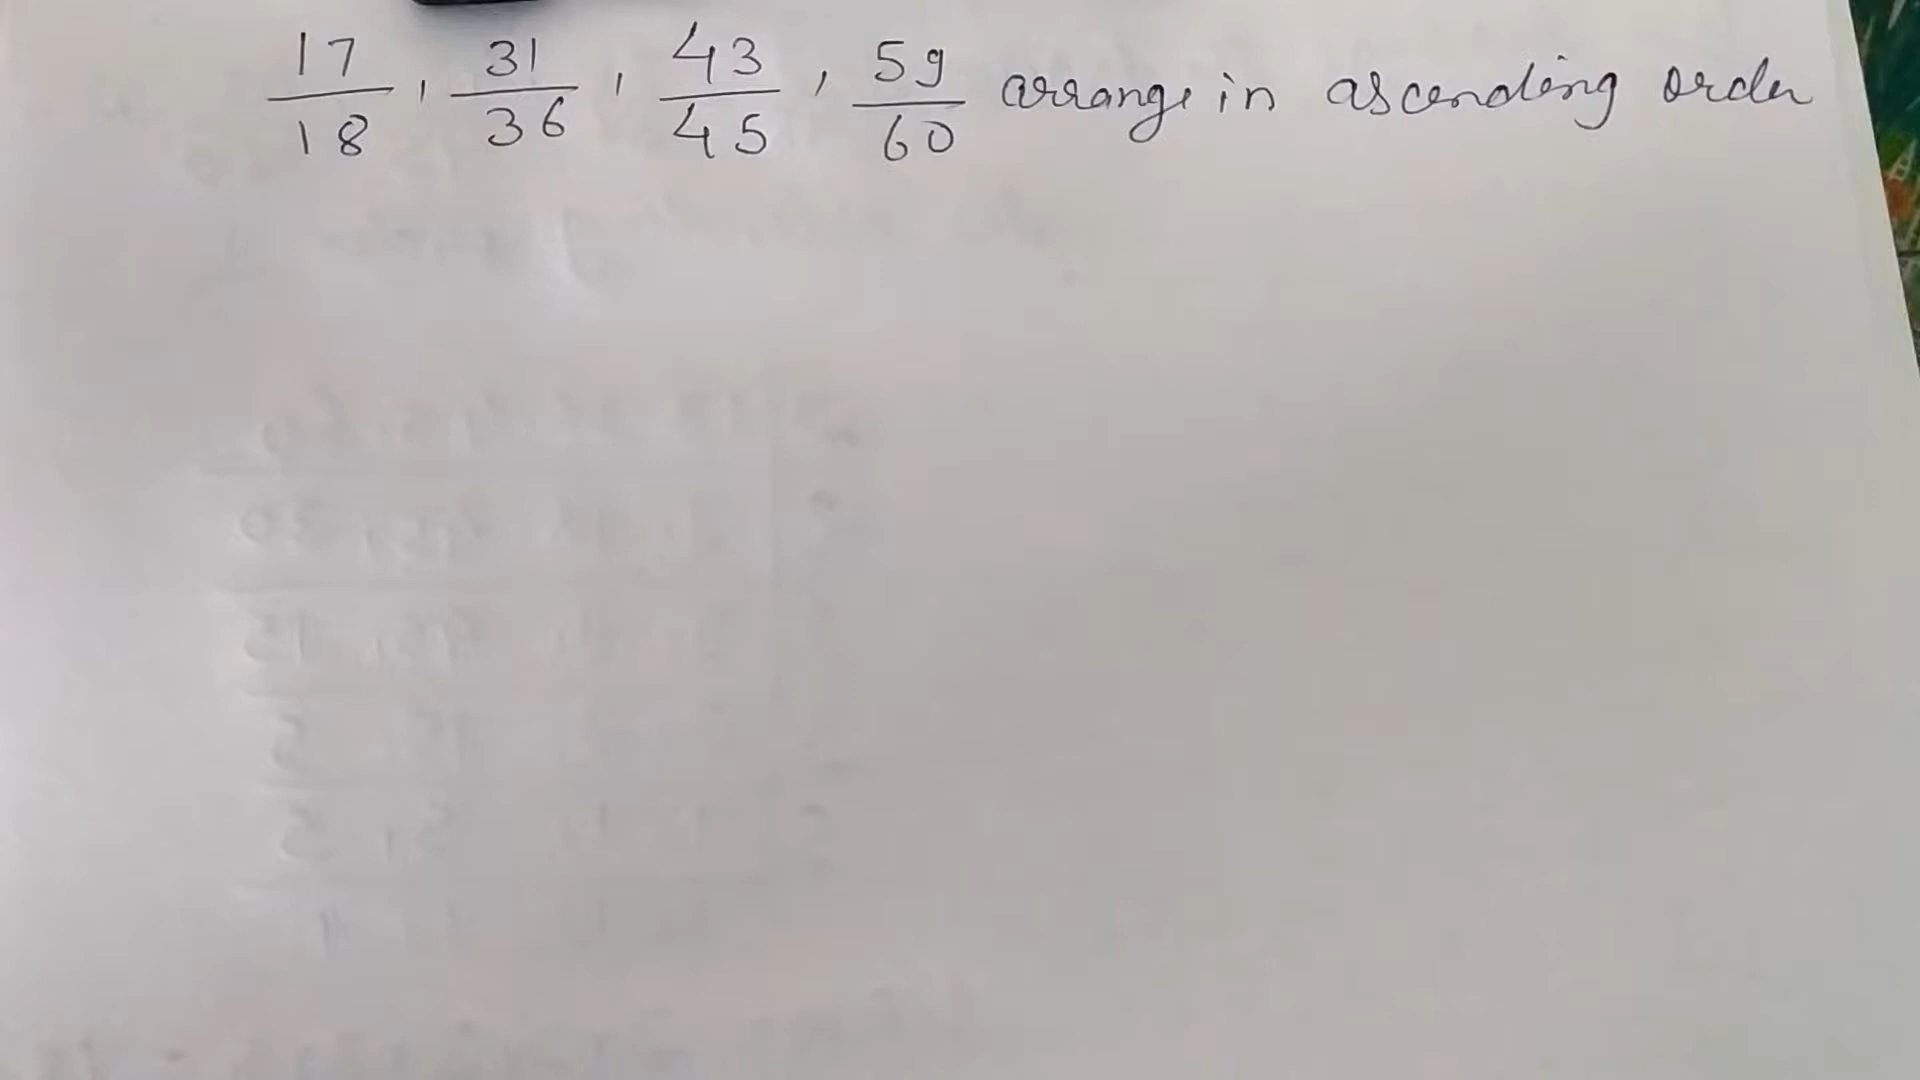 17/18, 31/36, 43/45, 59/60 arrange in ascending order